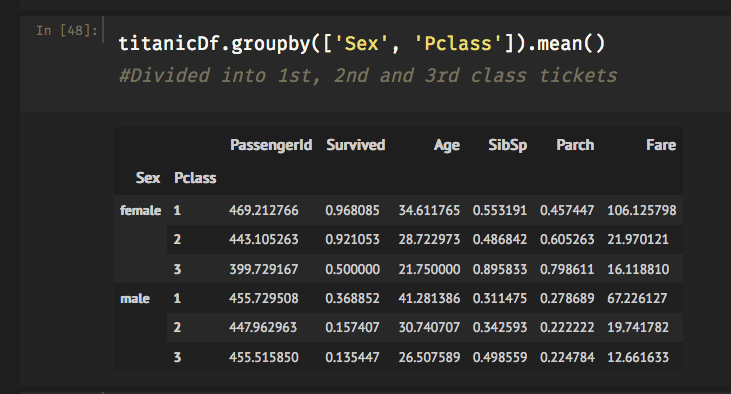 In [48]:
titanicDf.groupby(['Sex', 'Pclass']).mean()
#Divided into 1st, 2nd and 3rd class tickets
PassengerId Survived Age SibSp Parch Fare
Sex Pclass
female 1 469.212766 0.968085 34.611765 0.553191 0.457447 106.125798
2 443.105263 0.921053 28.722973 0.486842 0.605263 21.970121
3 399.729167 0.500000 21.750000 0.895833 0.798611 16.118810
male 1 455.729508 0.368852 41.281386 0.311475 0.278689 67.226127
2 447.962963 0.157407 30.740707 0.342593 0.222222 19.741782
3 455.515850 0.135447 26.507589 0.498559 0.224784 12.661633